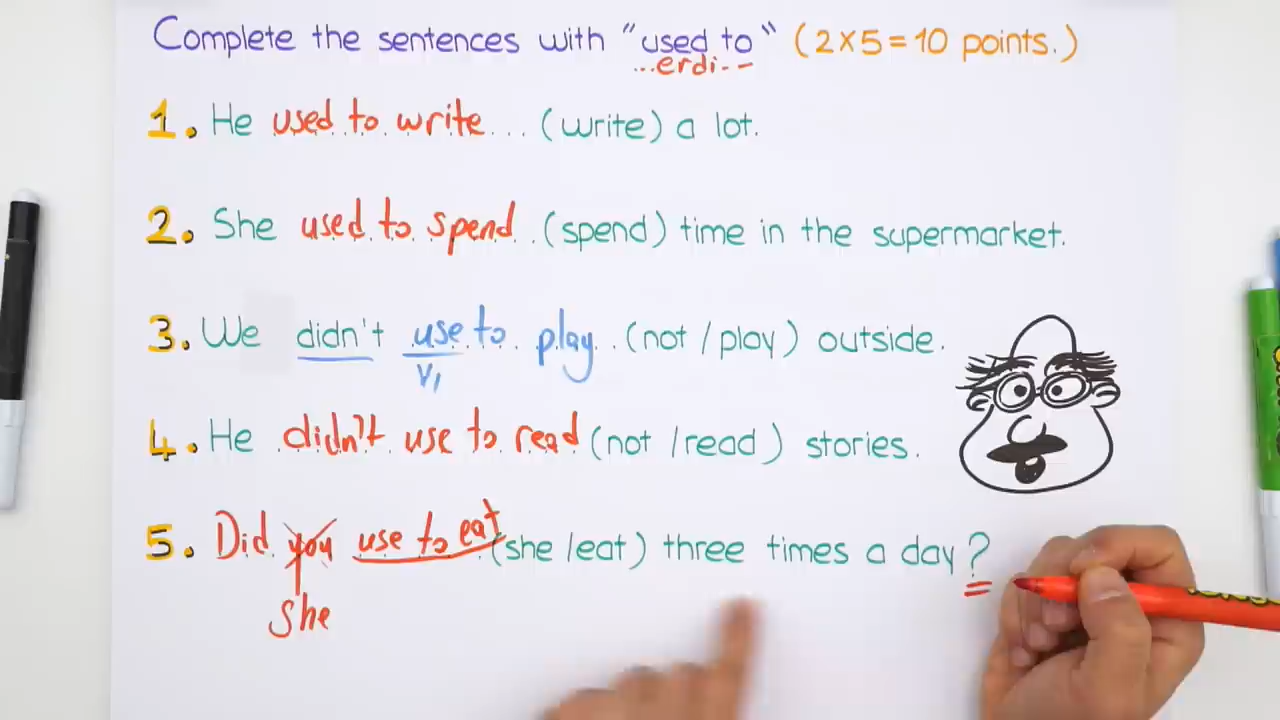 Complete the sentences with "used to" (2x5=10 points.)
...erdi--
1. He used to write... (write) a lot.
2. She used to spend.. (spend) time in the supermarket.
3. We didn't use to play.. (not / play) outside.
V1
4. He didn't use to read (not /read) stories.
5. Did you use to eat (she /eat) three times a day?
she